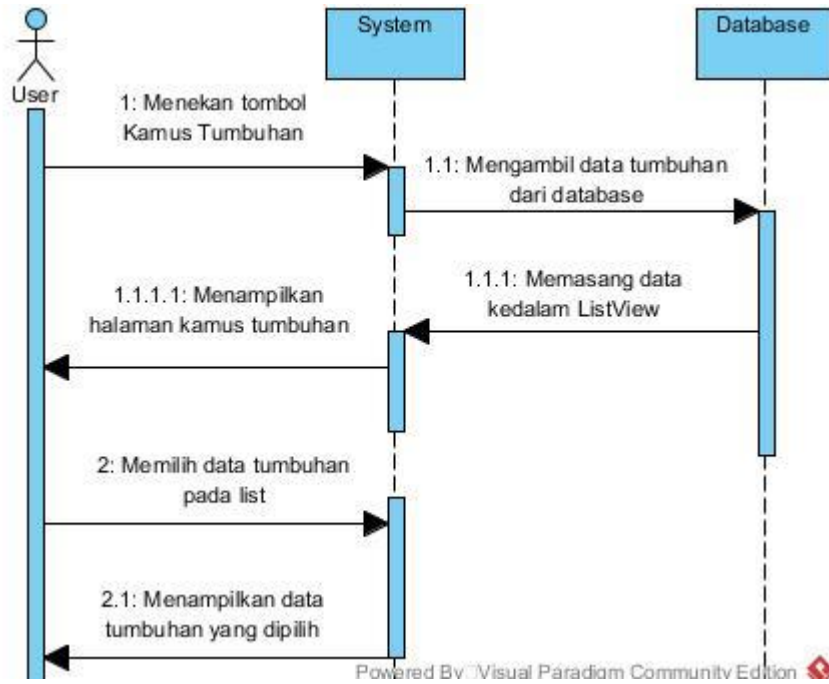 System
Database
User
1: Menekan tombol
Kamus Tumbuhan
1.1: Mengambil data tumbuhan
dari database
1.1.1: Memasang data
kedalam ListView
1.1.1.1: Menampilkan
halaman kamus tumbuhan
2: Memilih data tumbuhan
pada list
2.1: Menampilkan data
tumbuhan yang dipilih
Powered By Visual Paradigm Community Edition